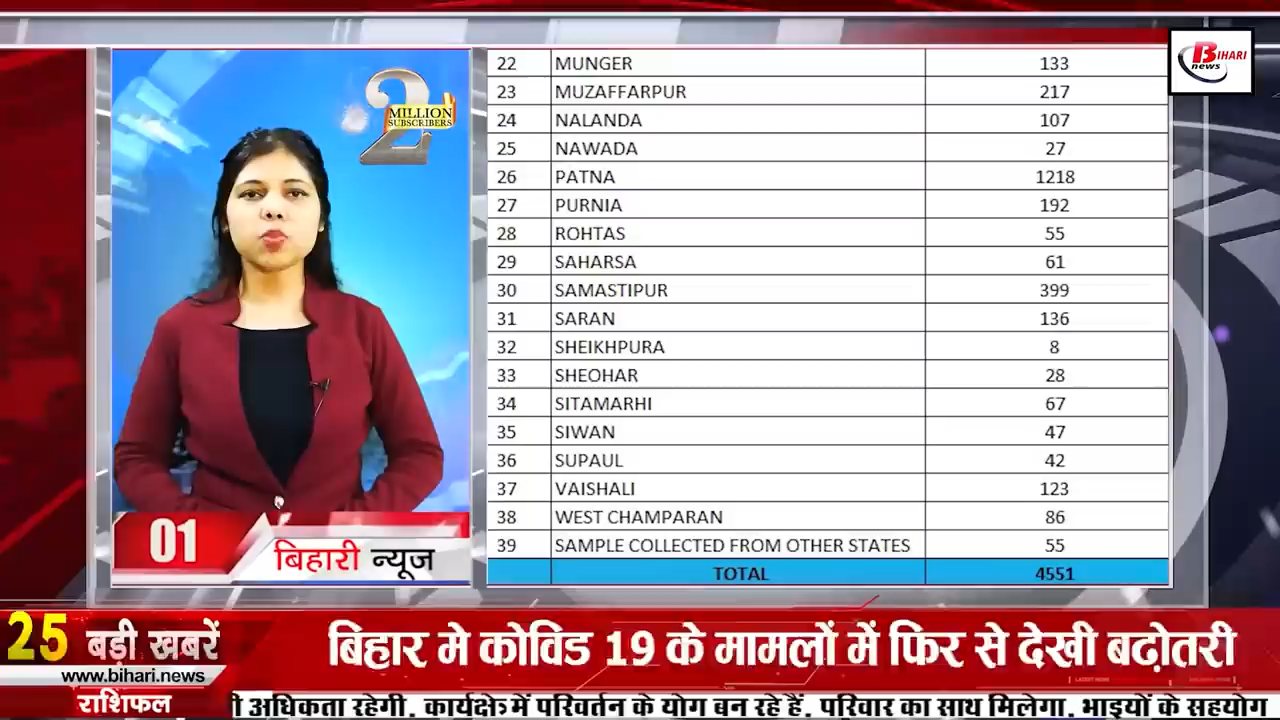 BIHARI
news
2
MILLION
SUBSCRIBERS
22 MUNGER 133
23 MUZAFFARPUR 217
24 NALANDA 107
25 NAWADA 27
26 PATNA 1218
27 PURNIA 192
28 ROHTAS 55
29 SAHARSA 61
30 SAMASTIPUR 399
31 SARAN 136
32 SHEIKHPURA 8
33 SHEOHAR 28
34 SITAMARHI 67
35 SIWAN 47
36 SUPAUL 42
37 VAISHALI 123
38 WEST CHAMPARAN 86
39 SAMPLE COLLECTED FROM OTHER STATES 55
TOTAL 4551
01
बिहारी न्यूज
25 बड़ी खबरें
www.bihari.news
बिहार मे कोविड 19 के मामलों में फिर से देखी बढ़ोतरी
राशिफल
ी अधिकता रहेगी. कार्यक्षेत्र में परिवर्तन के योग बन रहे हैं. परिवार का साथ मिलेगा. भाइयों के सहयोग